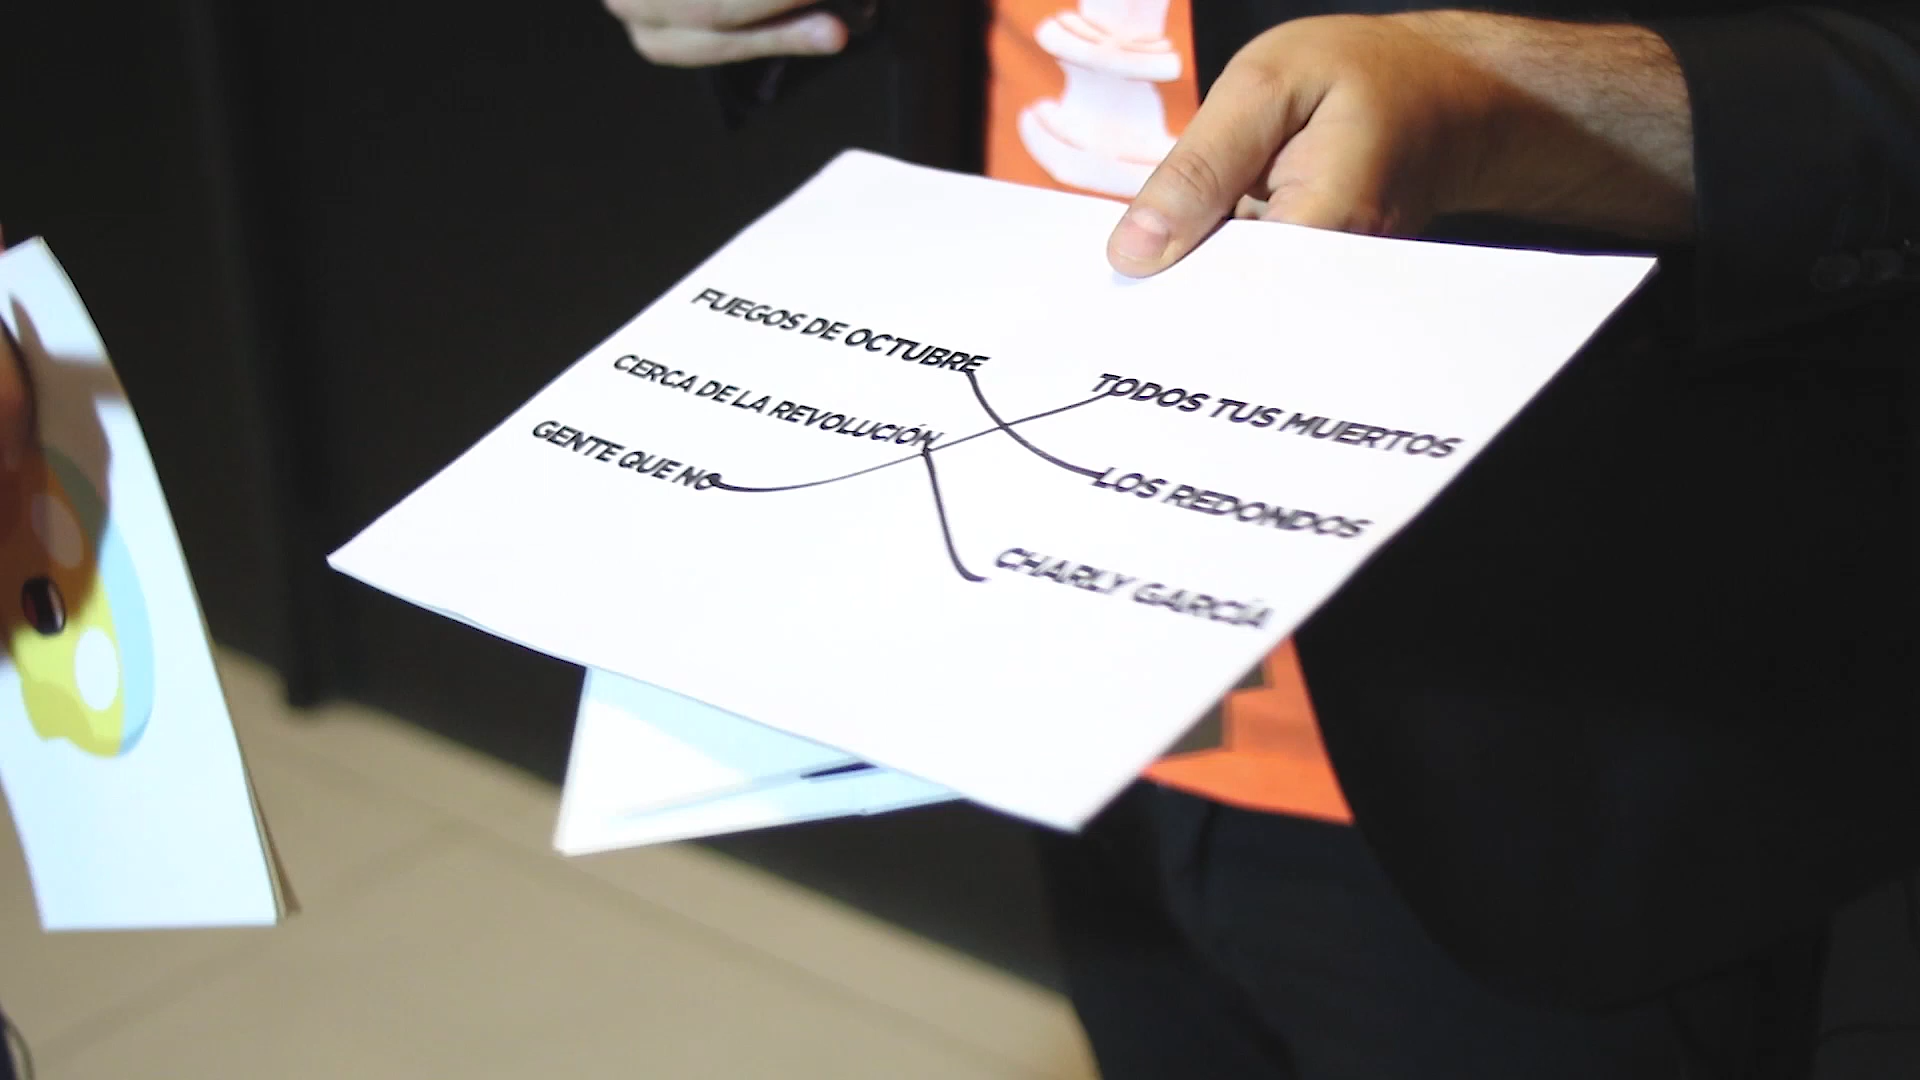 FUEGOS DE OCTUBRE
CERCA DE LA REVOLUCIÓN
GENTE QUE NO
TODOS TUS MUERTOS
LOS REDONDOS
CHARLY GARCÍA